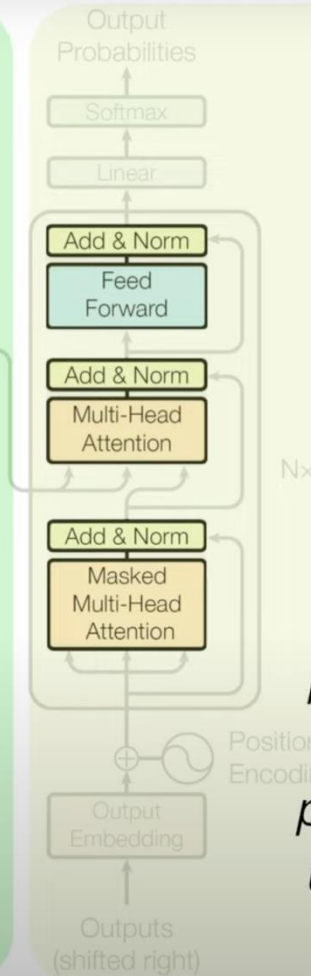 Output
Probabilities
Softmax
Linear
Add & Norm
Feed
Forward
Add & Norm
Multi-Head
Attention
N×
Add & Norm
Masked
Multi-Head
Attention
Output
Embedding
Outputs
(shifted right)